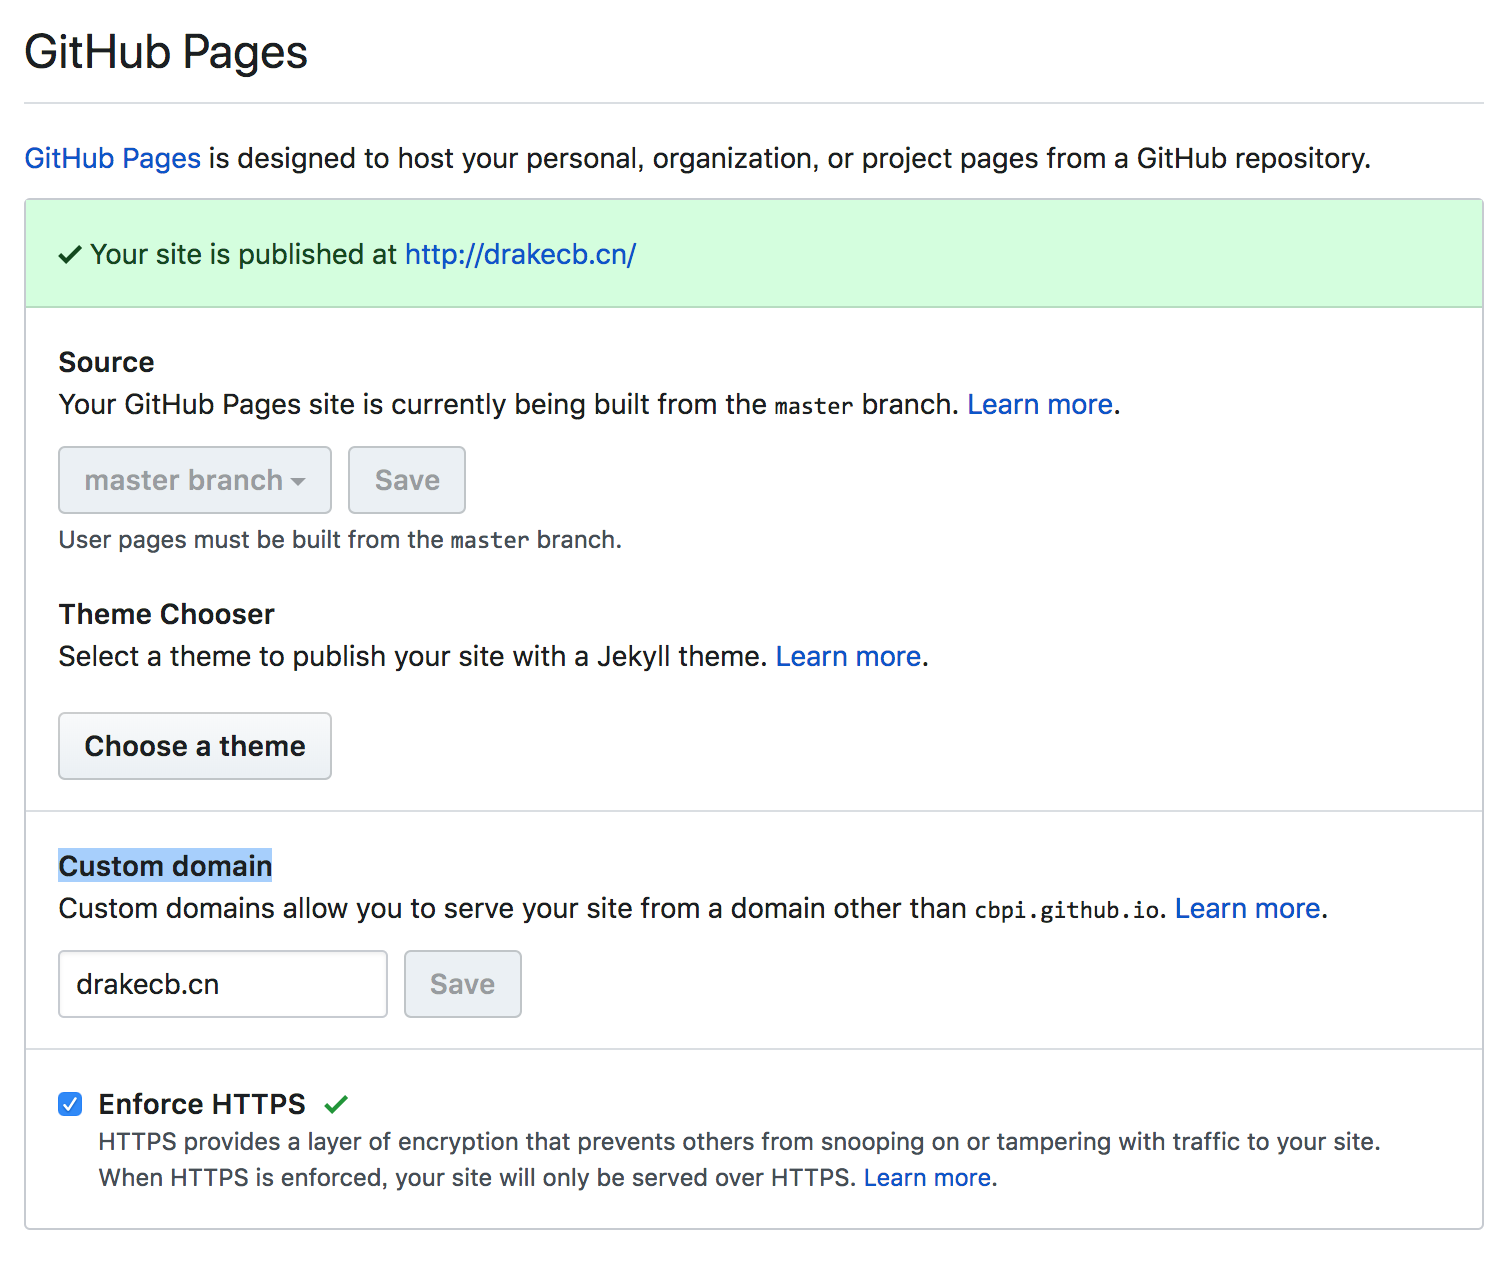 GitHub Pages
GitHub Pages is designed to host your personal, organization, or project pages from a GitHub repository.
Your site is published at http://drakecb.cn/
Source
Your GitHub Pages site is currently being built from the master branch. Learn more.
master branch Save
User pages must be built from the master branch.
Theme Chooser
Select a theme to publish your site with a Jekyll theme. Learn more.
Choose a theme
Custom domain
Custom domains allow you to serve your site from a domain other than cbpi.github.io. Learn more.
drakecb.cn Save
Enforce HTTPS
HTTPS provides a layer of encryption that prevents others from snooping on or tampering with traffic to your site.
When HTTPS is enforced, your site will only be served over HTTPS. Learn more.